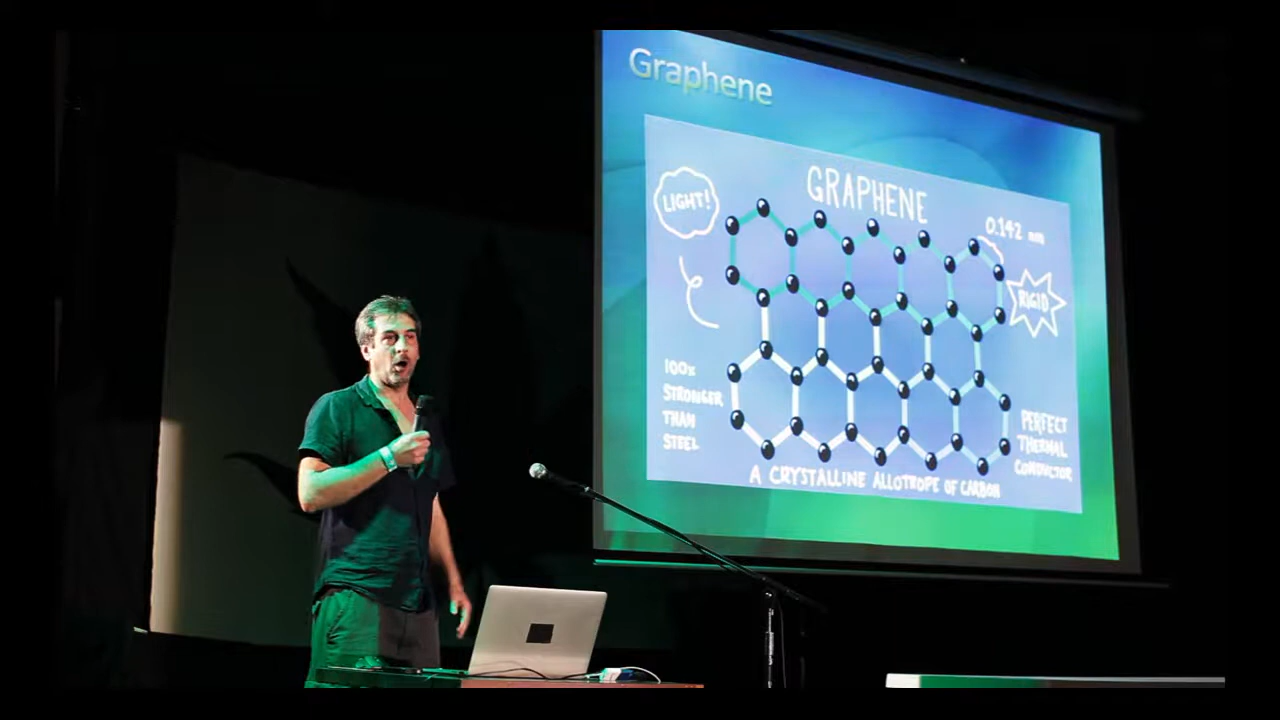 Graphene
GRAPHENE
LIGHT!
0.142 nm
RIGID
100x
STRONGER
THAN
STEEL
PERFECT
THERMAL
CONDUCTOR
A CRYSTALLINE ALLOTROPE OF CARBON